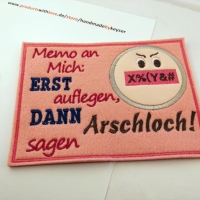 Memo an
Mich:
ERST
auflegen,
DANN
Arschloch!
sagen
X%(Y&#